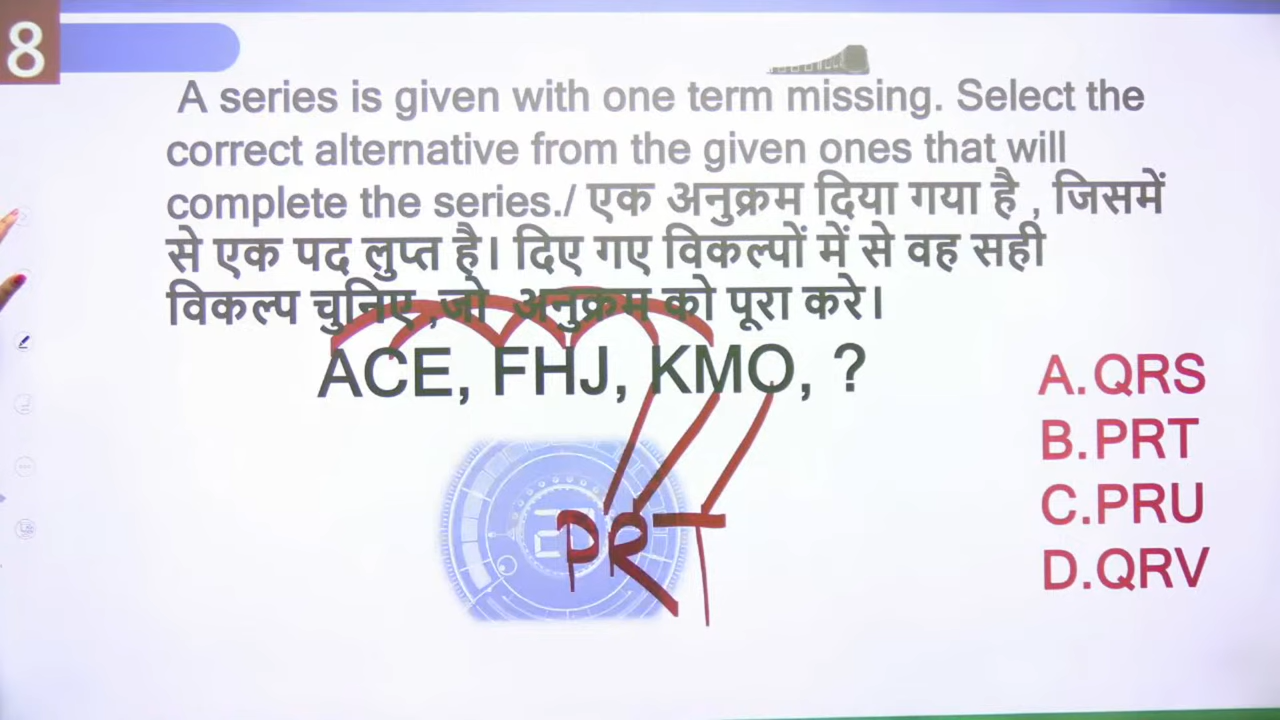 8
A series is given with one term missing. Select the
correct alternative from the given ones that will
complete the series./ एक अनुक्रम दिया गया है , जिसमें
से एक पद लुप्त है। दिए गए विकल्पों में से वह सही
विकल्प चुनिए ,जो अनुक्रम को पूरा करे।
ACE, FHJ, KMO, ?
A.QRS
B.PRT
C.PRU
D.QRV
PRT